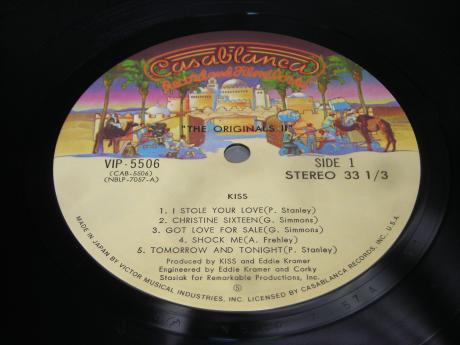 Casablanca
Record and FilmWorks
"THE ORIGINALS II"
VIP-5506
(CAB-5506)
(NBLP-7057-A)
SIDE 1
STEREO 33 1/3
KISS
1. I STOLE YOUR LOVE(P. Stanley)
2. CHRISTINE SIXTEEN(G. Simmons)
3. GOT LOVE FOR SALE(G. Simmons)
4. SHOCK ME(A. Frehley)
5. TOMORROW AND TONIGHT(P. Stanley)
Produced by KISS and Eddie Kramer
Engineered by Eddie Kramer and Corky
Stasiak for Remarkable Productions, Inc.
MADE IN JAPAN BY VICTOR MUSICAL INDUSTRIES, INC. LICENSED BY CASABLANCA RECORDS, INC., U.S.A.